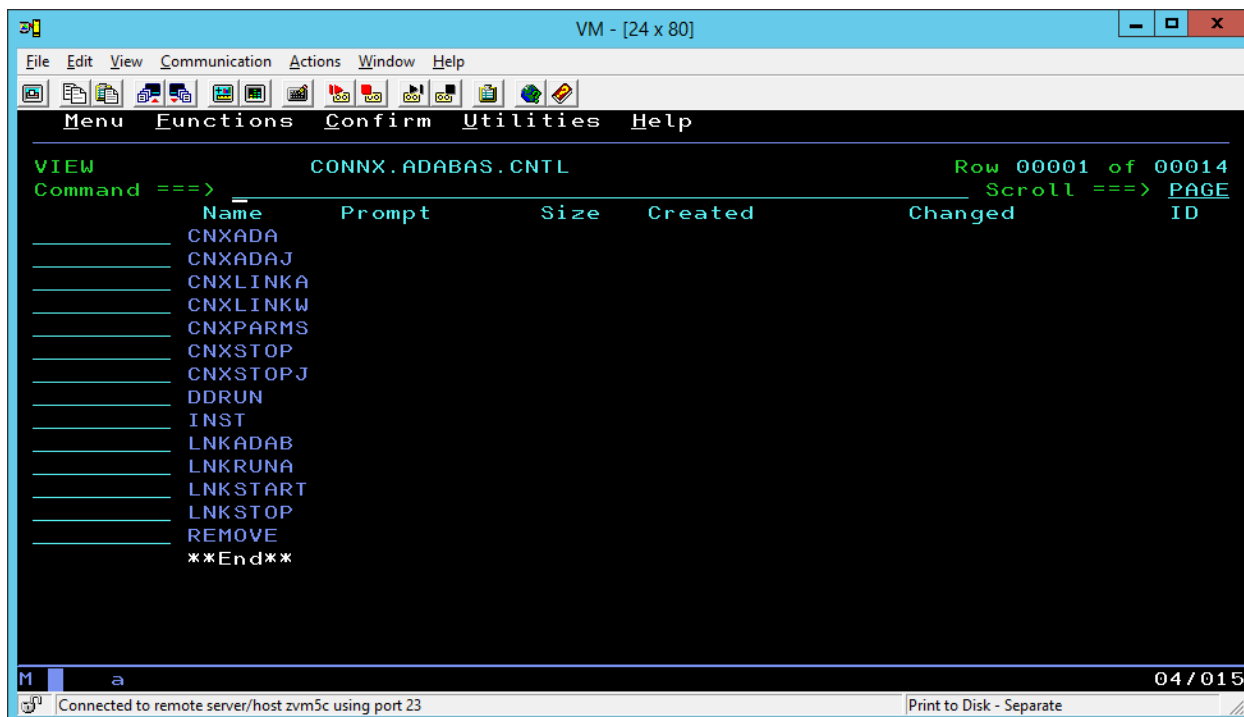 VM - [24 x 80]
File Edit View Communication Actions Window Help
Menu Functions Confirm Utilities Help
VIEW CONNX.ADABAS.CNTL Row 00001 of 00014
Command ===> Scroll ===> PAGE
Name Prompt Size Created Changed ID
CNXADA
CNXADAJ
CNXLINKA
CNXLINKW
CNXPARMS
CNXSTOP
CNXSTOPJ
DDRUN
INST
LNKADAB
LNKRUNA
LNKSTART
LNKSTOP
REMOVE
**End**
M a 04/015
Connected to remote server/host zvm5c using port 23 Print to Disk - Separate